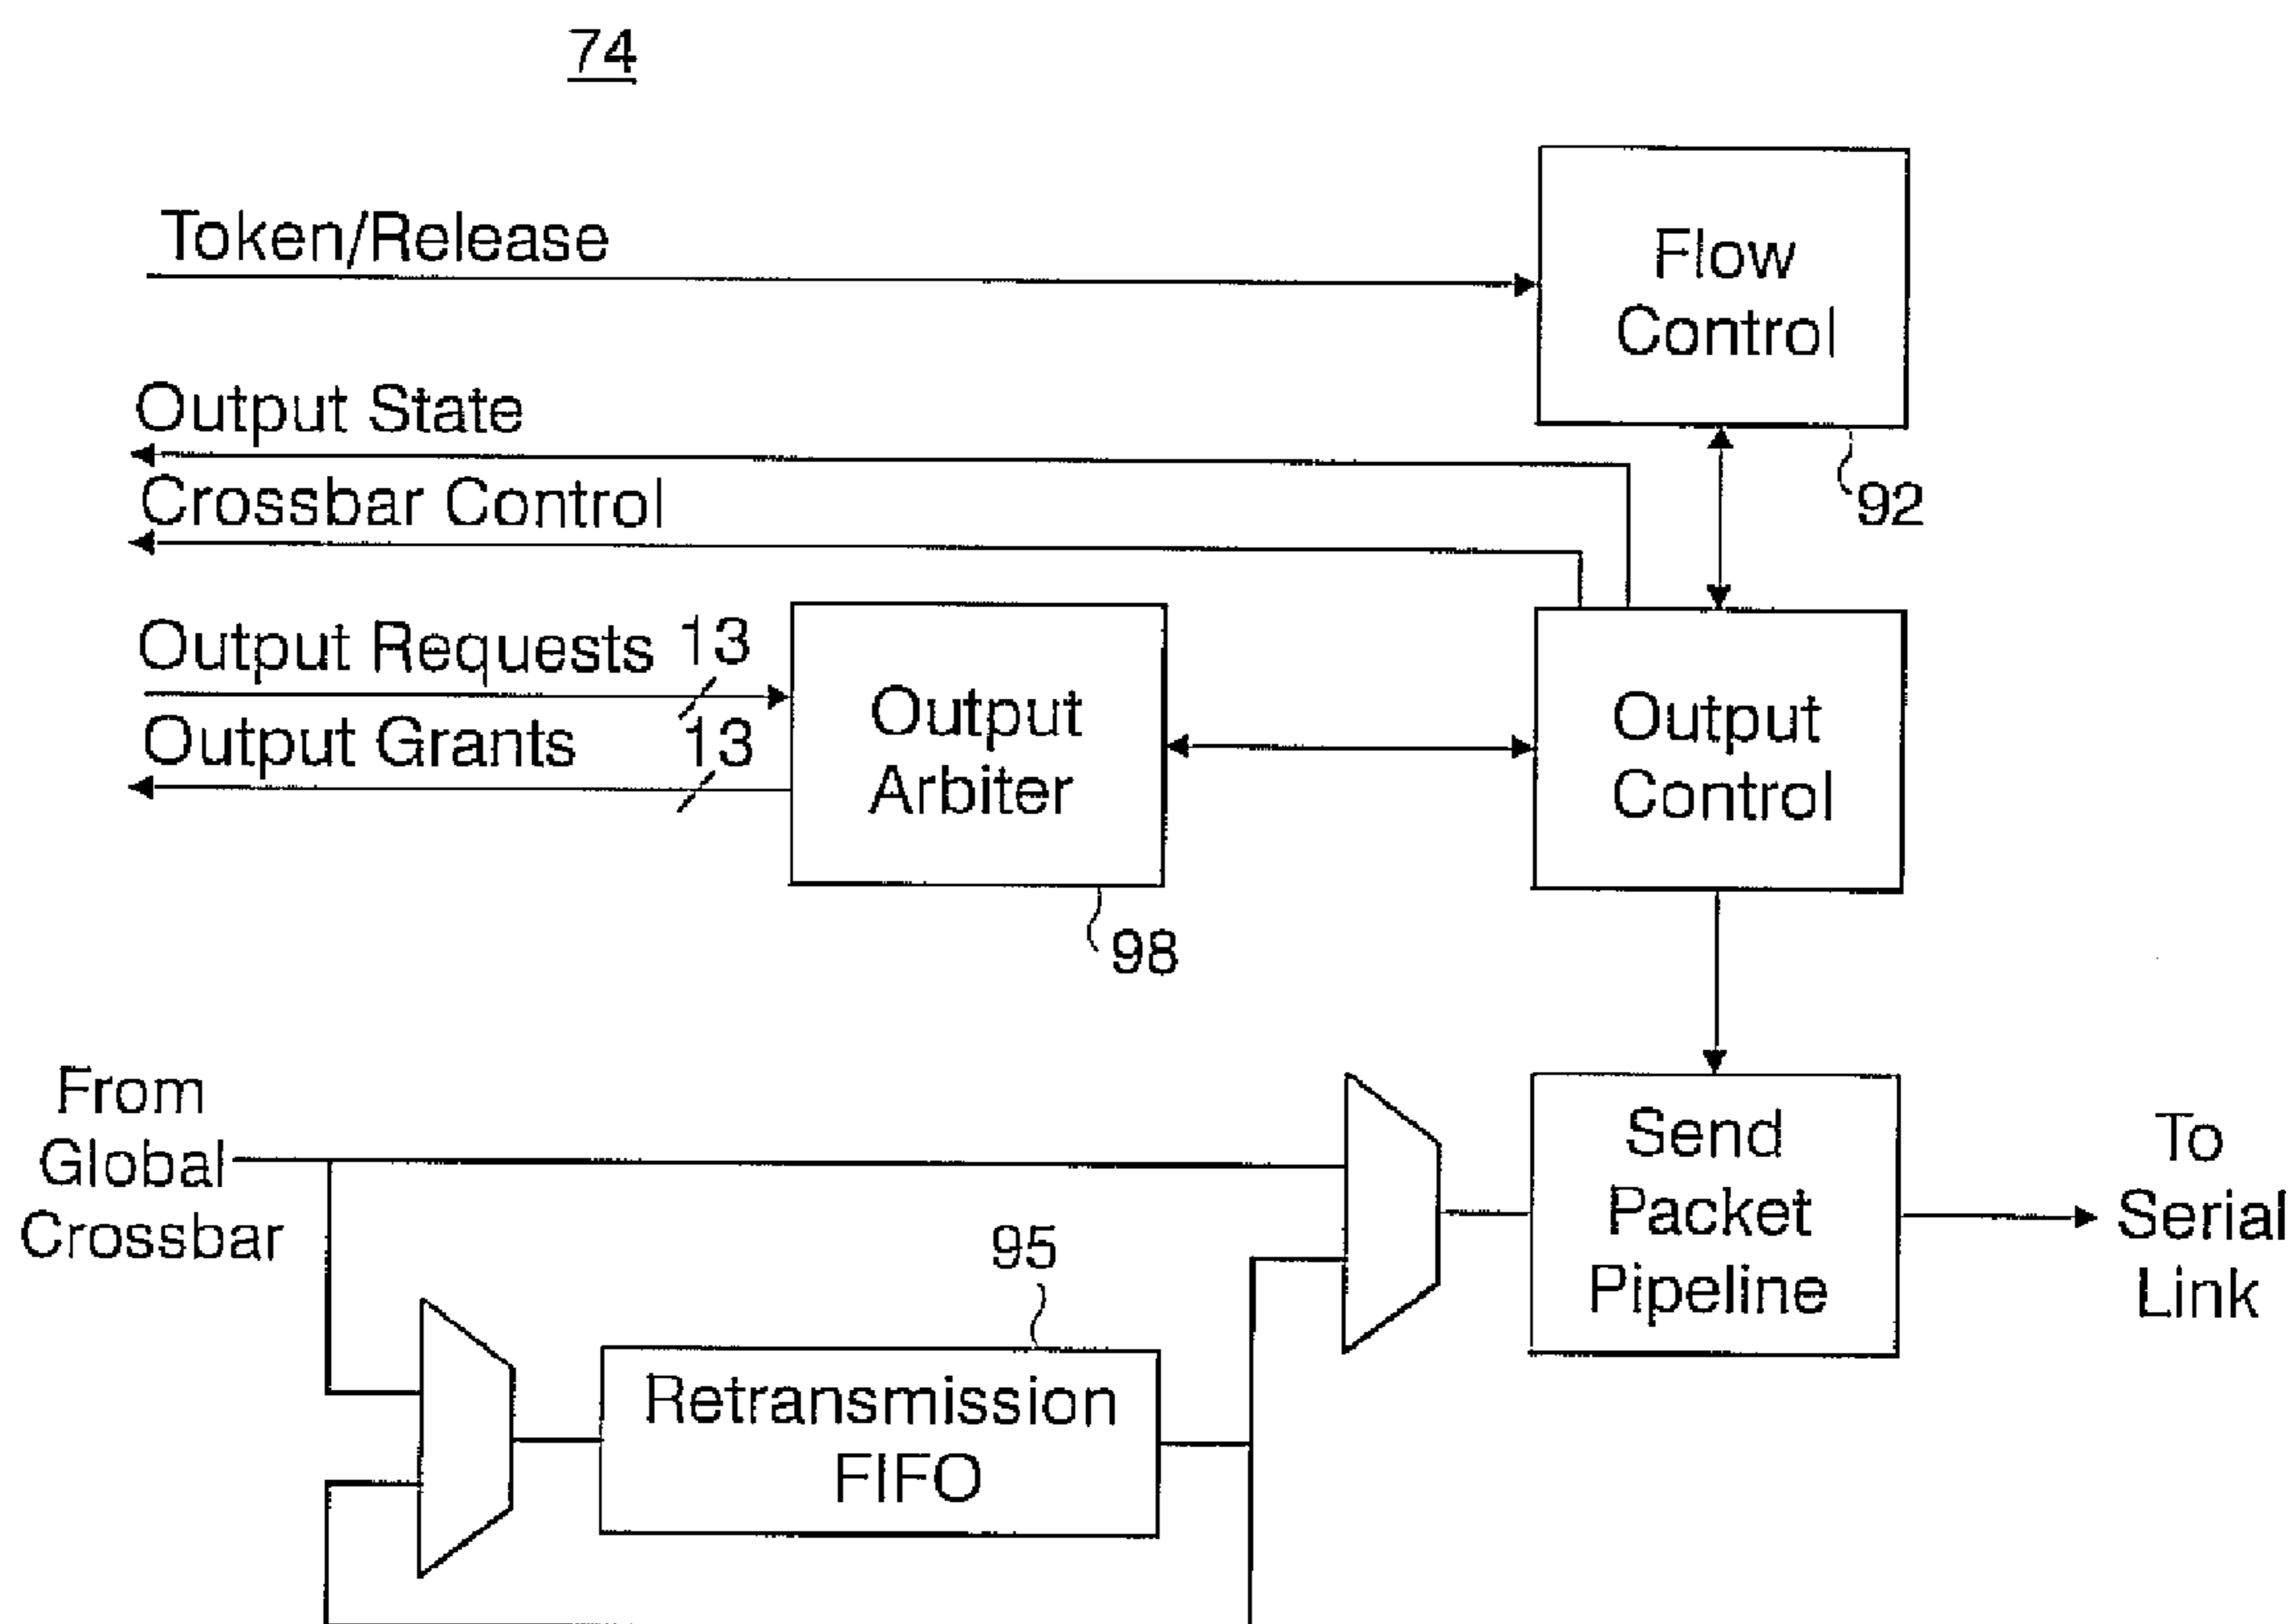 74
Token/Release
Flow
Control
Output State
92
Crossbar Control
Output Requests 13
Output Grants 13
Output
Arbiter
Output
Control
98
From
Global
Crossbar
Send
Packet
Pipeline
To
Serial
Link
95
Retransmission
FIFO